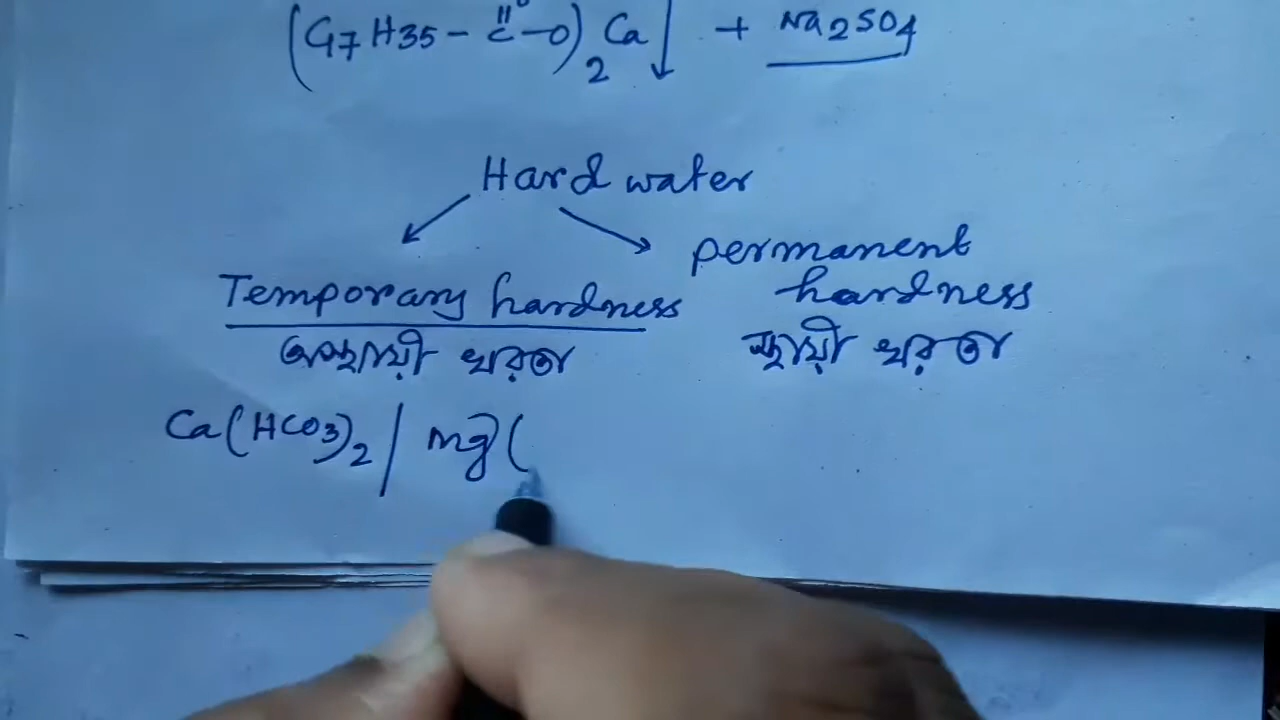 (C17H35-C-O)2Ca↓ + Na2SO4
O
Hard water
Temporary hardness
অস্থায়ী খরতা
permanent hardness
স্থায়ী খরতা
Ca(HCO3)2 | Mg(